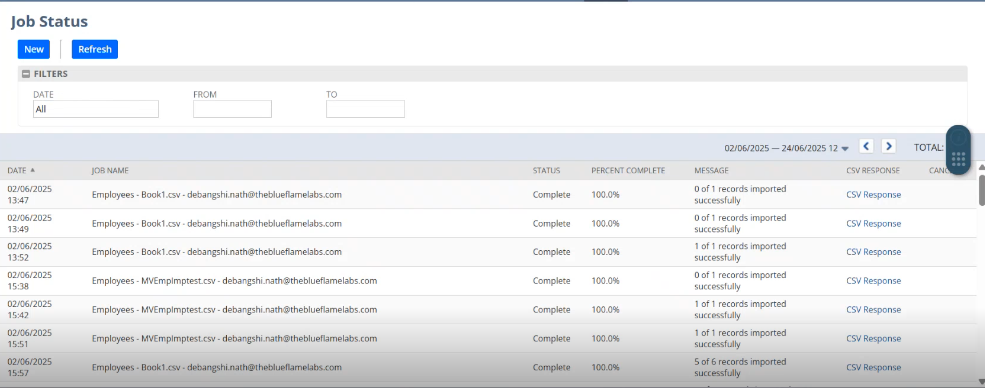 Job Status
New Refresh
FILTERS
DATE FROM TO
All
02/06/2025 — 24/06/2025 12 TOTAL:
DATE JOB NAME STATUS PERCENT COMPLETE MESSAGE CSV RESPONSE
02/06/2025 13:47 Employees - Book1.csv - debangshi.nath@theblueflamelabs.com Complete 100.0% 0 of 1 records imported successfully CSV Response
02/06/2025 13:49 Employees - Book1.csv - debangshi.nath@theblueflamelabs.com Complete 100.0% 0 of 1 records imported successfully CSV Response
02/06/2025 13:52 Employees - Book1.csv - debangshi.nath@theblueflamelabs.com Complete 100.0% 1 of 1 records imported successfully CSV Response
02/06/2025 15:38 Employees - MVEmpImptest.csv - debangshi.nath@theblueflamelabs.com Complete 100.0% 0 of 1 records imported successfully CSV Response
02/06/2025 15:42 Employees - MVEmpImptest.csv - debangshi.nath@theblueflamelabs.com Complete 100.0% 1 of 1 records imported successfully CSV Response
02/06/2025 15:51 Employees - MVEmpImptest.csv - debangshi.nath@theblueflamelabs.com Complete 100.0% 1 of 1 records imported successfully CSV Response
02/06/2025 15:57 Employees - Book1.csv - debangshi.nath@theblueflamelabs.com Complete 100.0% 5 of 6 records imported successfully CSV Response